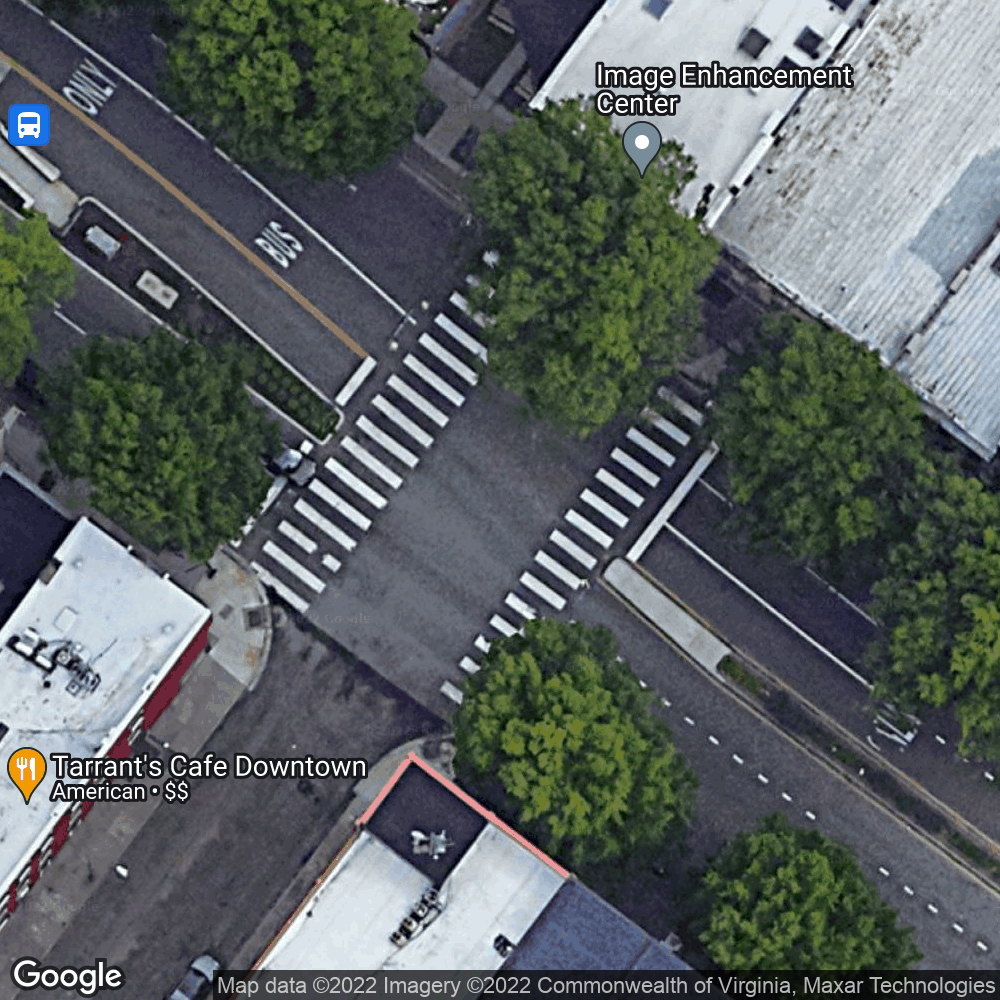 ONLY
BUS
Image Enhancement
Center
Tarrant's Cafe Downtown
American • $$
Google
Map data ©2022 Imagery ©2022 Commonwealth of Virginia, Maxar Technologies